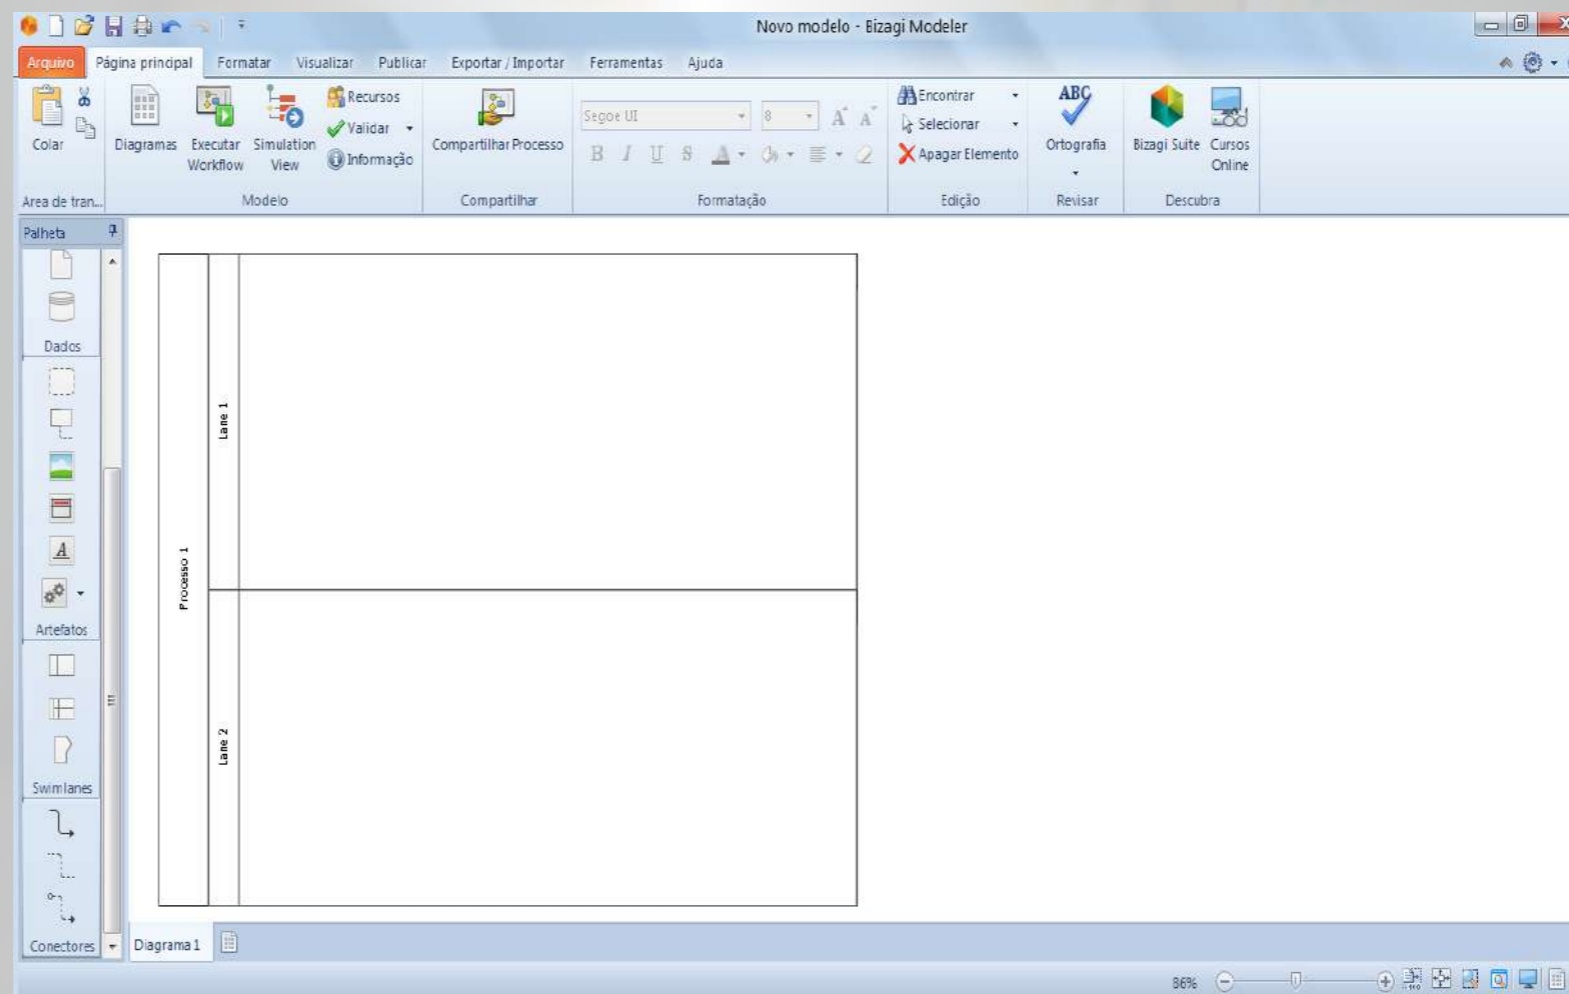 Novo modelo - Bizagi Modeler
Arquivo Página principal Formatar Visualizar Publicar Exportar / Importar Ferramentas Ajuda
Colar
Area de tran...
Diagramas
Executar
Workflow
Simulation
View
Recursos
Validar
Informação
Modelo
Compartilhar Processo
Compartilhar
Segoe UI 8 A A
B I U S A
Formatação
Encontrar
Selecionar
Apagar Elemento
Edição
ABC
Ortografia
Revisar
Bizagi Suite
Cursos
Online
Descubra
Palheta
Dados
A
Artefatos
Swimlanes
Conectores
Processo 1
Lane 1
Lane 2
Diagrama 1
86%